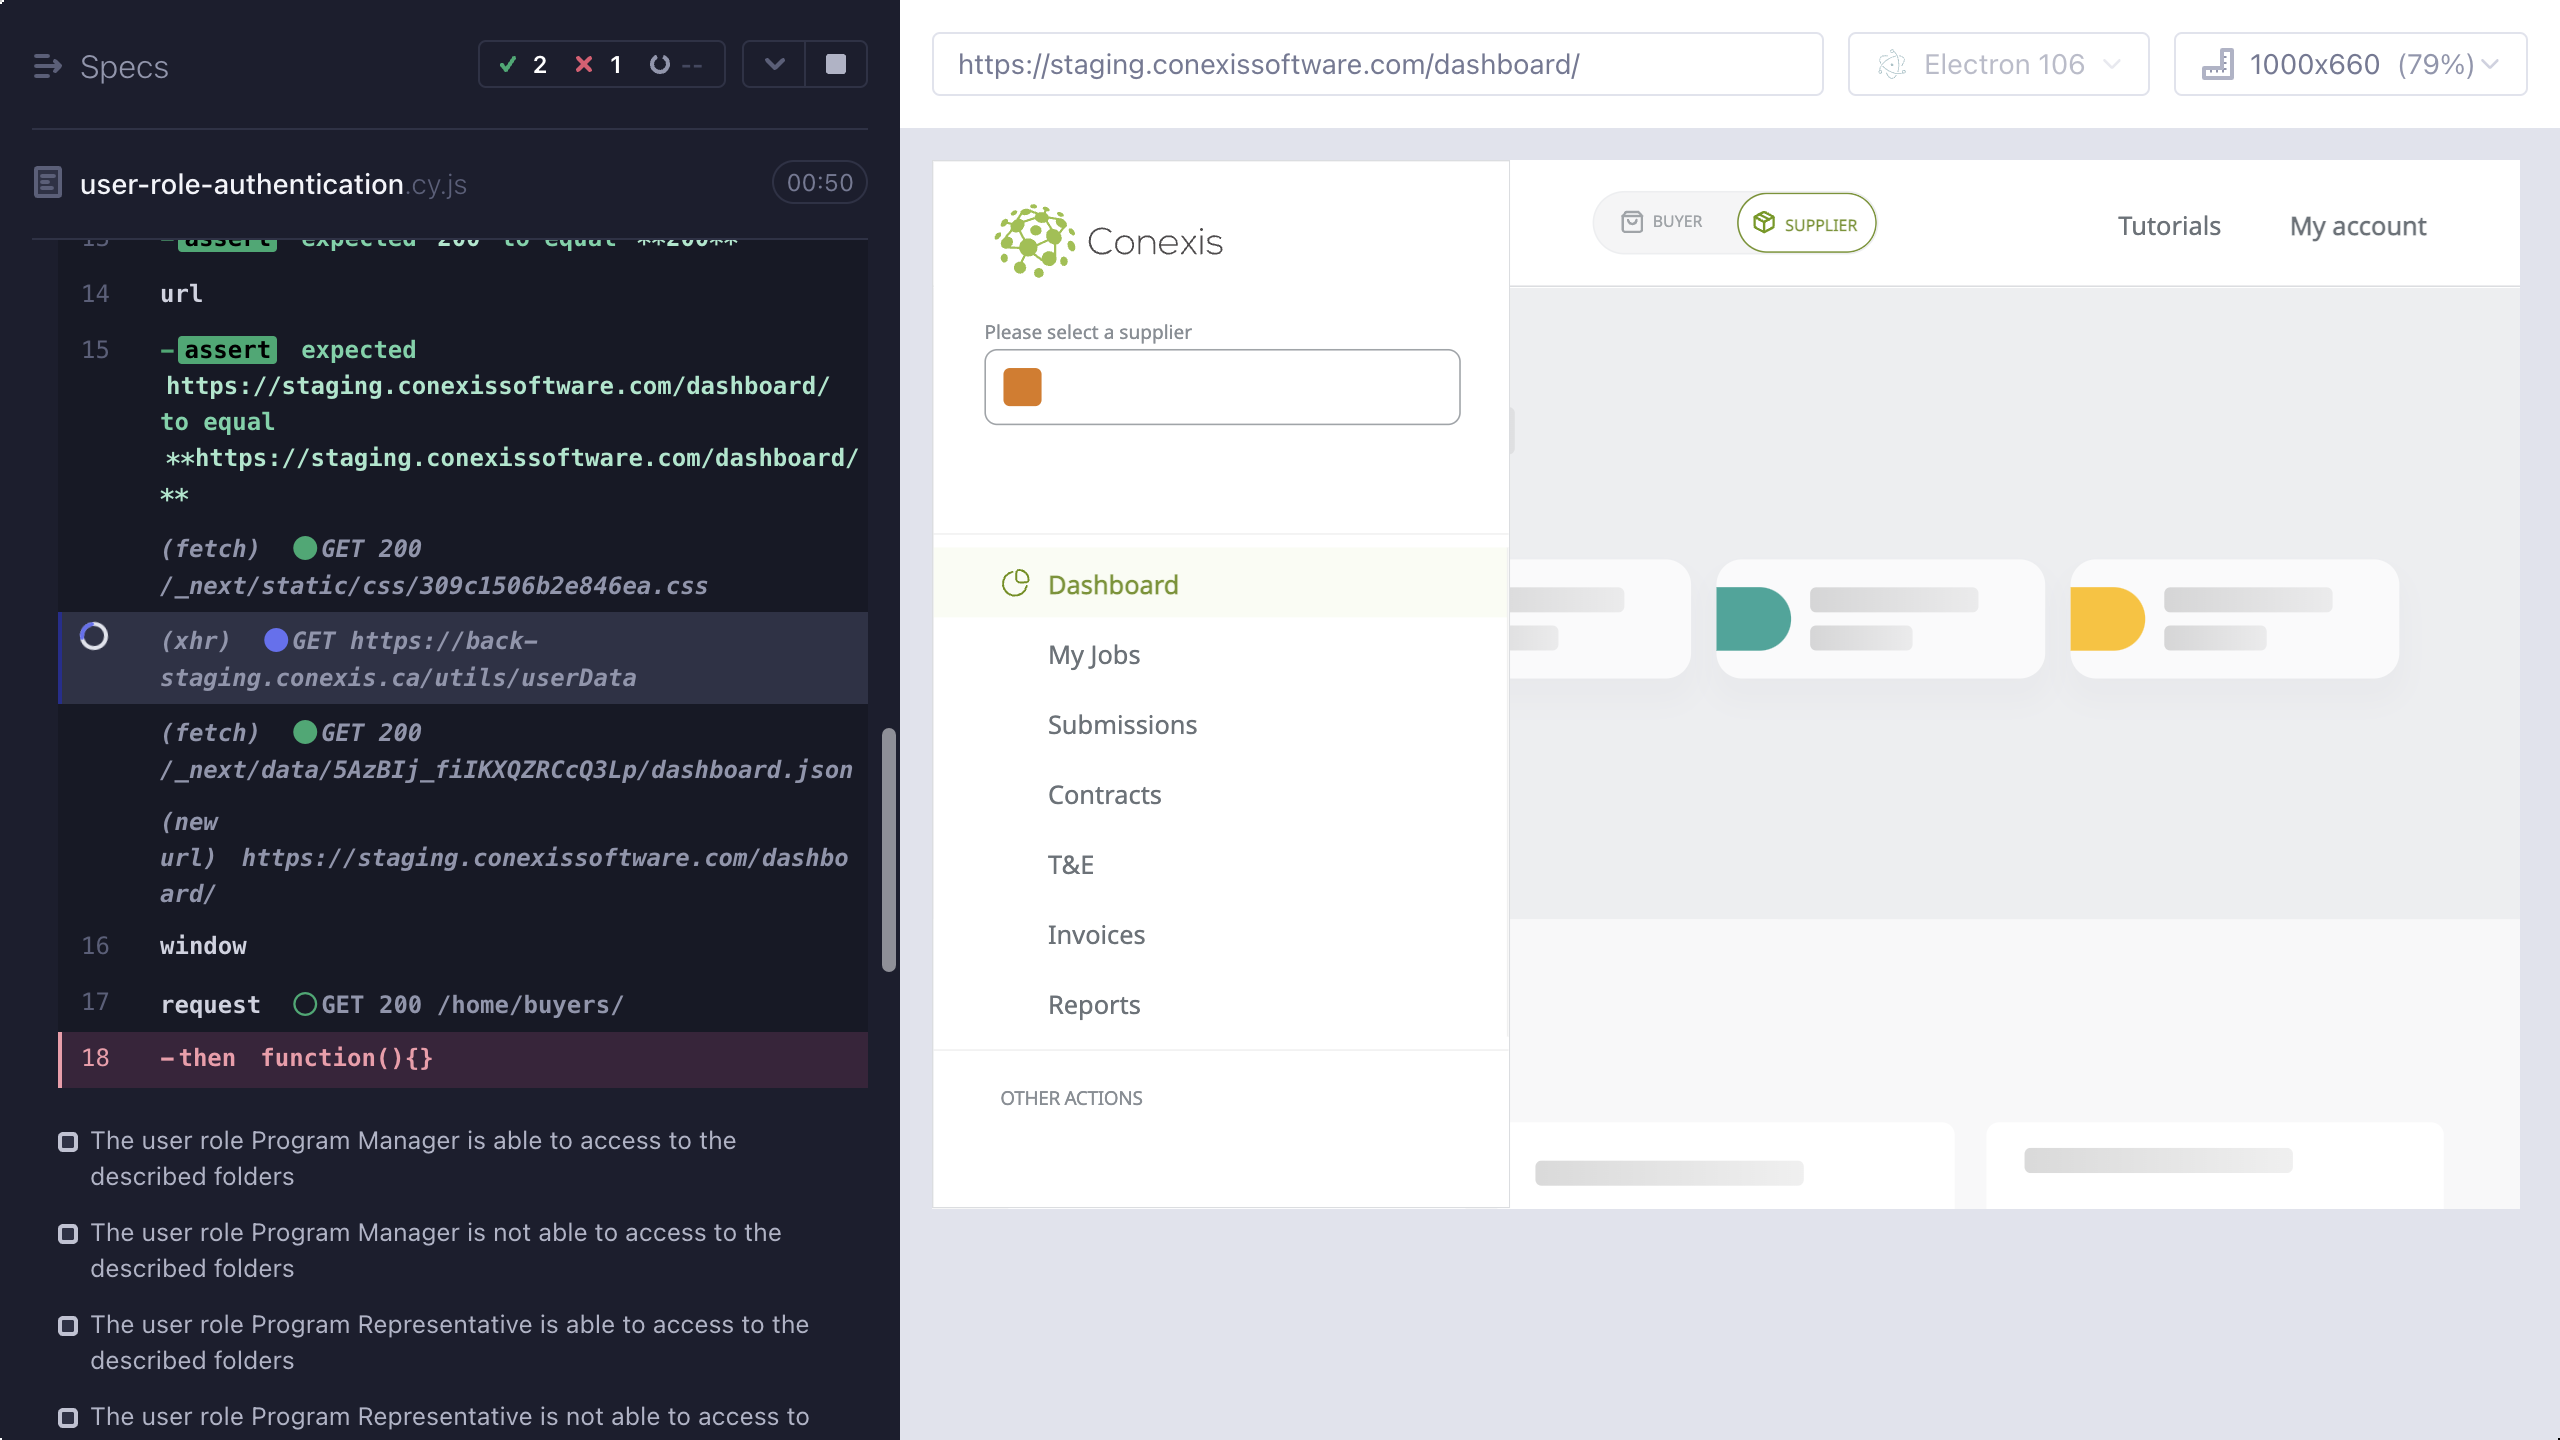 Specs
2
1
--
user-role-authentication.cy.js
00:50
13 -assert expected 200 to equal **200**
14 url
15 -assert expected
https://staging.conexissoftware.com/dashboard/
to equal
**https://staging.conexissoftware.com/dashboard/
**
(fetch) GET 200
/_next/static/css/309c1506b2e846ea.css
(xhr) GET https://back-
staging.conexis.ca/utils/userData
(fetch) GET 200
/_next/data/5AzBIj_fiIKXQZRCcQ3Lp/dashboard.json
(new
url) https://staging.conexissoftware.com/dashbo
ard/
16 window
17 request GET 200 /home/buyers/
18 -then function(){}
The user role Program Manager is able to access to the
described folders
The user role Program Manager is not able to access to the
described folders
The user role Program Representative is able to access to the
described folders
The user role Program Representative is not able to access to
https://staging.conexissoftware.com/dashboard/
Electron 106
1000x660 (79%)
Conexis
BUYER
SUPPLIER
Tutorials
My account
Please select a supplier
Dashboard
My Jobs
Submissions
Contracts
T&E
Invoices
Reports
OTHER ACTIONS